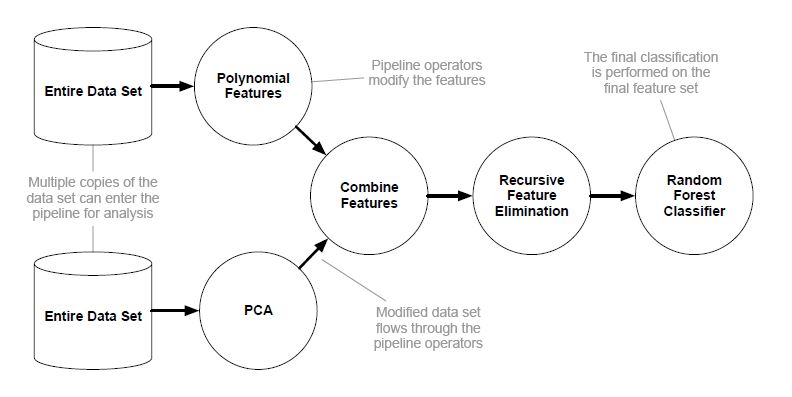 Entire Data Set
Polynomial
Features
Pipeline operators
modify the features
The final classification
is performed on the
final feature set
Multiple copies of the
data set can enter the
pipeline for analysis
Combine
Features
Recursive
Feature
Elimination
Random
Forest
Classifier
Entire Data Set
PCA
Modified data set
flows through the
pipeline operators